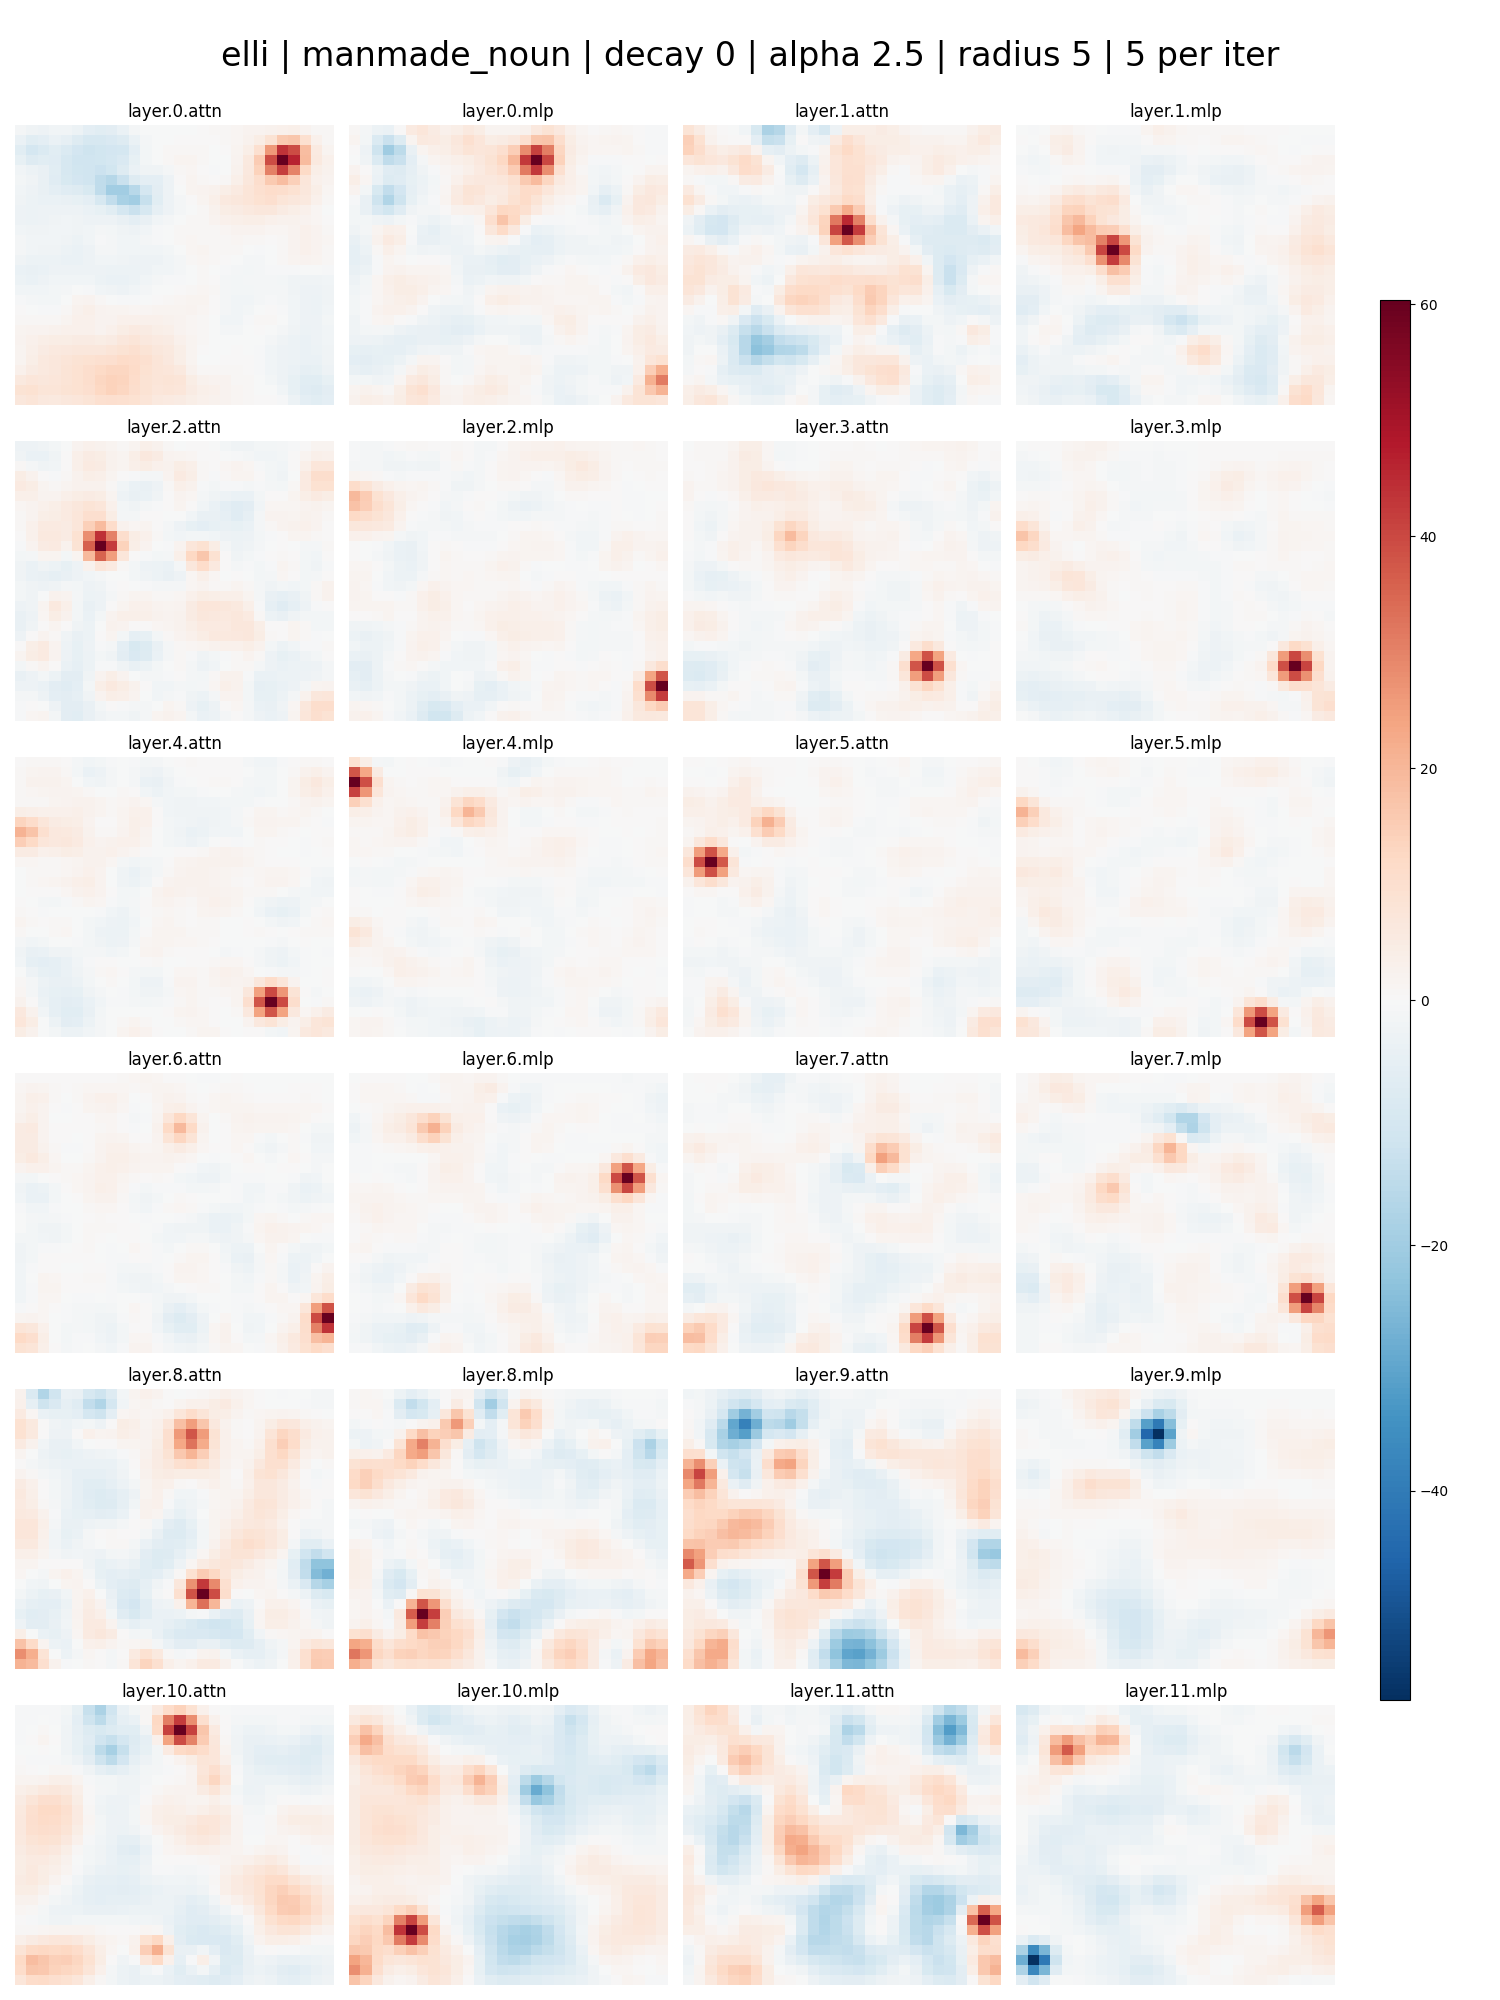 elli | manmade_noun | decay 0 | alpha 2.5 | radius 5 | 5 per iter
layer.0.attn layer.0.mlp layer.1.attn layer.1.mlp
layer.2.attn layer.2.mlp layer.3.attn layer.3.mlp
layer.4.attn layer.4.mlp layer.5.attn layer.5.mlp
layer.6.attn layer.6.mlp layer.7.attn layer.7.mlp
layer.8.attn layer.8.mlp layer.9.attn layer.9.mlp
layer.10.attn layer.10.mlp layer.11.attn layer.11.mlp
60
40
20
0
−20
−40